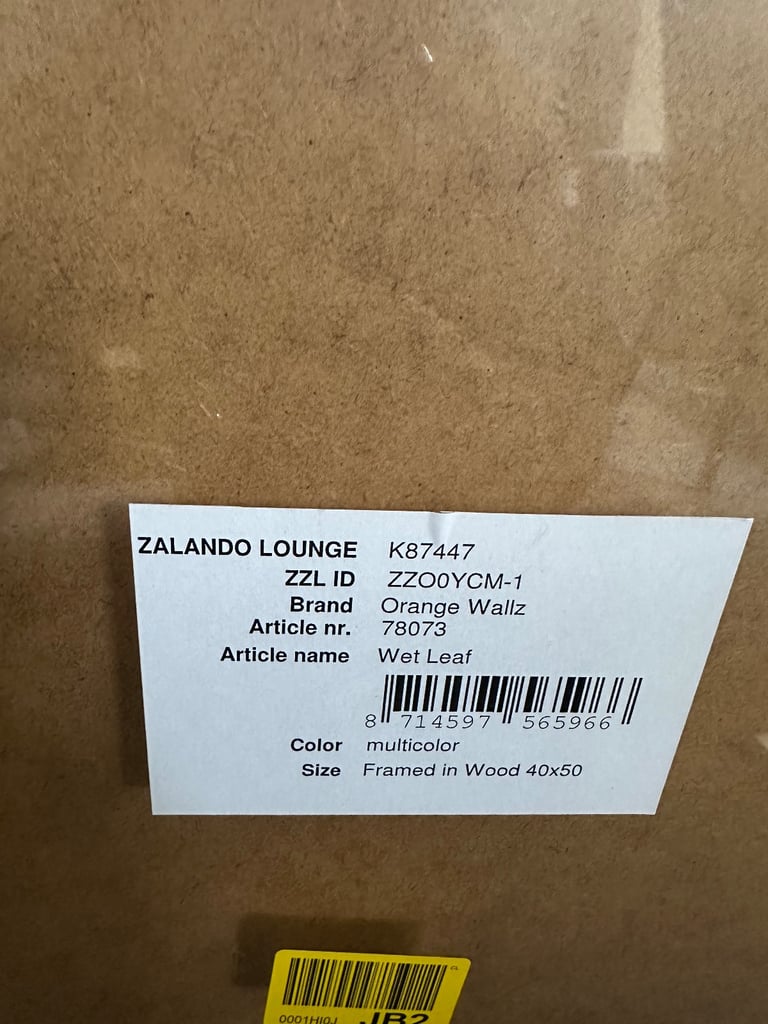 ZALANDO LOUNGE K87447
ZZL ID ZZO0YCM-1
Brand Orange Wallz
Article nr. 78073
Article name Wet Leaf
8 714597 565966
Color multicolor
Size Framed in Wood 40x50
CL